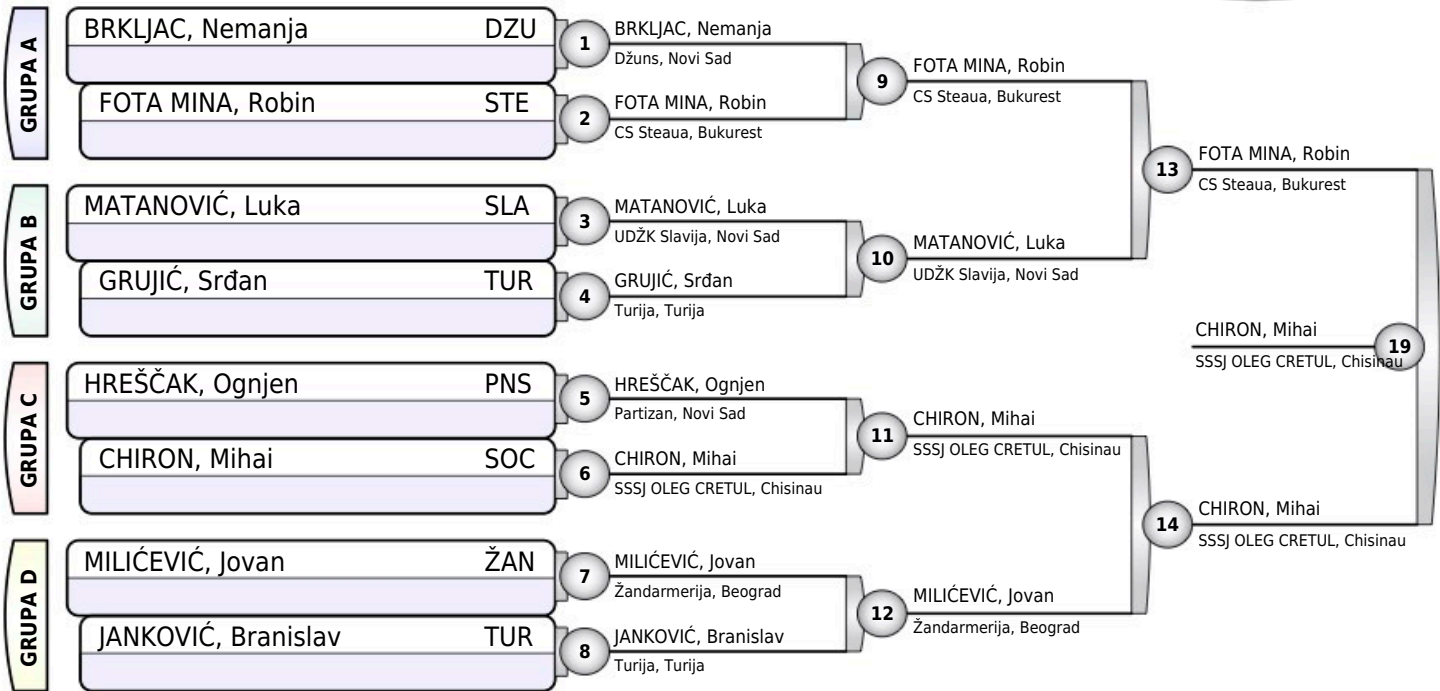 GRUPA A
BRKLJAC, Nemanja DZU
FOTA MINA, Robin STE
1
BRKLJAC, Nemanja
Džuns, Novi Sad
2
FOTA MINA, Robin
CS Steaua, Bukurest
9
FOTA MINA, Robin
CS Steaua, Bukurest
GRUPA B
MATANOVIĆ, Luka SLA
GRUJIĆ, Srđan TUR
3
MATANOVIĆ, Luka
UDŽK Slavija, Novi Sad
4
GRUJIĆ, Srđan
Turija, Turija
10
MATANOVIĆ, Luka
UDŽK Slavija, Novi Sad
13
FOTA MINA, Robin
CS Steaua, Bukurest
GRUPA C
HREŠČAK, Ognjen PNS
CHIRON, Mihai SOC
5
HREŠČAK, Ognjen
Partizan, Novi Sad
6
CHIRON, Mihai
SSSJ OLEG CRETUL, Chisinau
11
CHIRON, Mihai
SSSJ OLEG CRETUL, Chisinau
GRUPA D
MILIĆEVIĆ, Jovan ŽAN
JANKOVIĆ, Branislav TUR
7
MILIĆEVIĆ, Jovan
Žandarmerija, Beograd
8
JANKOVIĆ, Branislav
Turija, Turija
12
MILIĆEVIĆ, Jovan
Žandarmerija, Beograd
14
CHIRON, Mihai
SSSJ OLEG CRETUL, Chisinau
CHIRON, Mihai
SSSJ OLEG CRETUL, Chisinau
19